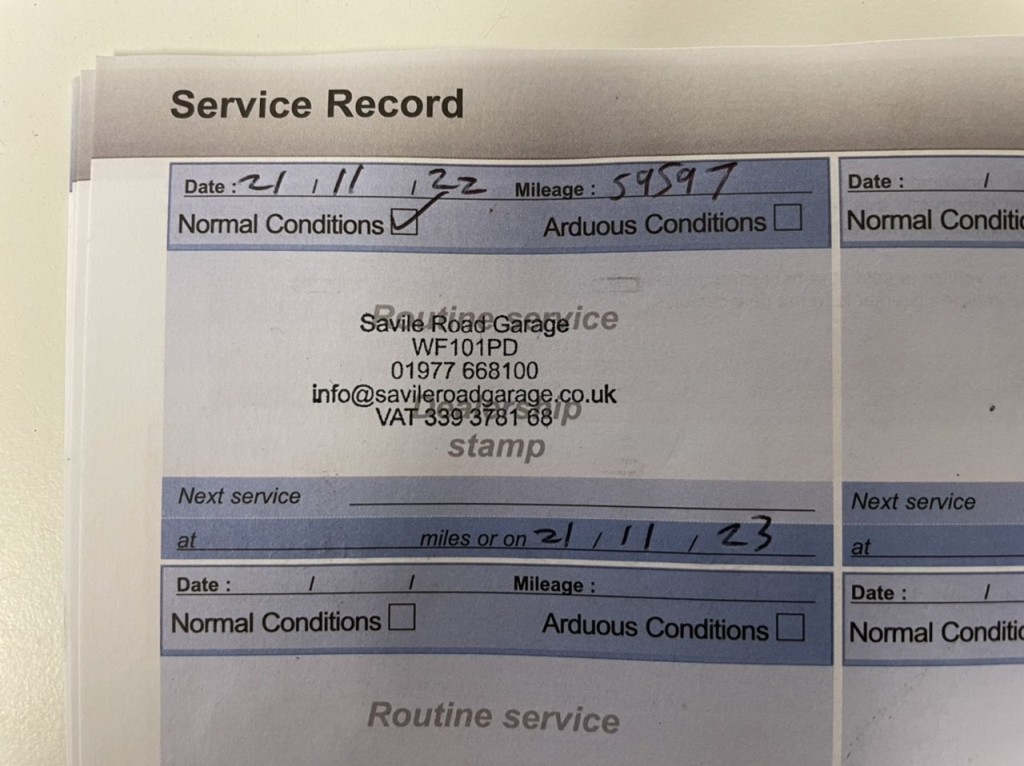 Service Record
Date : 21 / 11 / 22 Mileage : 59597
Normal Conditions Arduous Conditions
Routine service
Savile Road Garage
WF101PD
01977 668100
info@savileroadgarage.co.uk
Dealership
VAT 339 3781 68
stamp
Next service
at miles or on 21 / 11 / 23
Date : / / Mileage :
Normal Conditions Arduous Conditions
Routine service
Date : /
Normal Conditio
Next service
at
Date : /
Normal Conditio